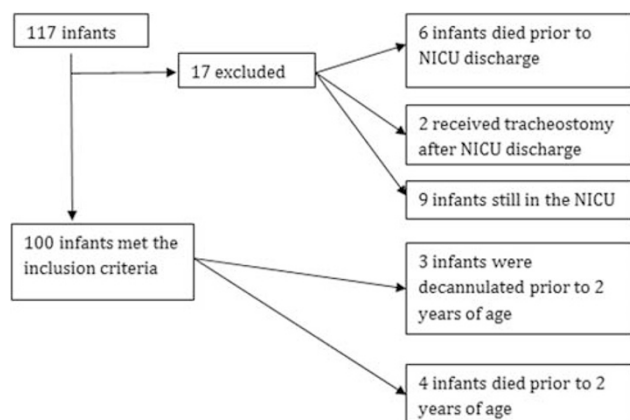 117 infants
17 excluded
6 infants died prior to
NICU discharge
2 received tracheostomy
after NICU discharge
9 infants still in the NICU
100 infants met the
inclusion criteria
3 infants were
decannulated prior to 2
years of age
4 infants died prior to 2
years of age